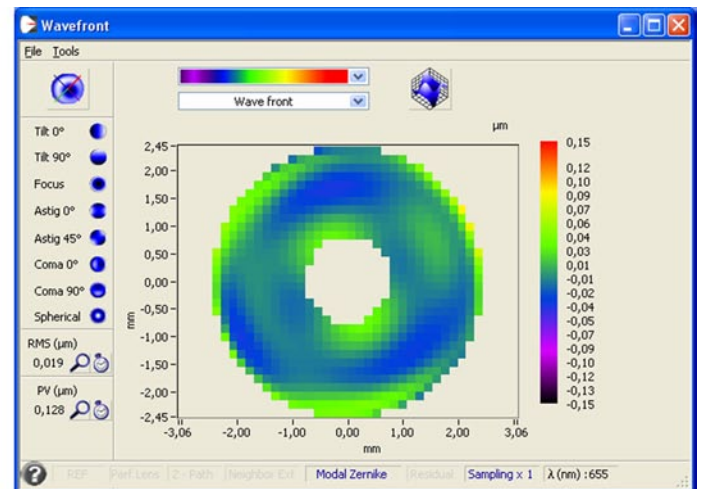 Wavefront
File Tools
Wave front
Tilt 0°
Tilt 90°
Focus
Astig 0°
Astig 45°
Coma 0°
Coma 90°
Spherical
RMS (µm)
0,019
PV (µm)
0,128
µm
2,45
2,00
1,50
1,00
0,50
0,00
-0,50
-1,00
-1,50
-2,00
-2,45
mm
-3,06 -2,00 -1,00 0,00 1,00 2,00 3,06
mm
0,15
0,12
0,10
0,09
0,07
0,06
0,04
0,03
0,01
-0,01
-0,02
-0,04
-0,05
-0,07
-0,09
-0,10
-0,12
-0,13
-0,15
REF Perf Lens 2 - Path Neighbor Ext Modal Zernike Residual Sampling x 1 λ (nm) :655